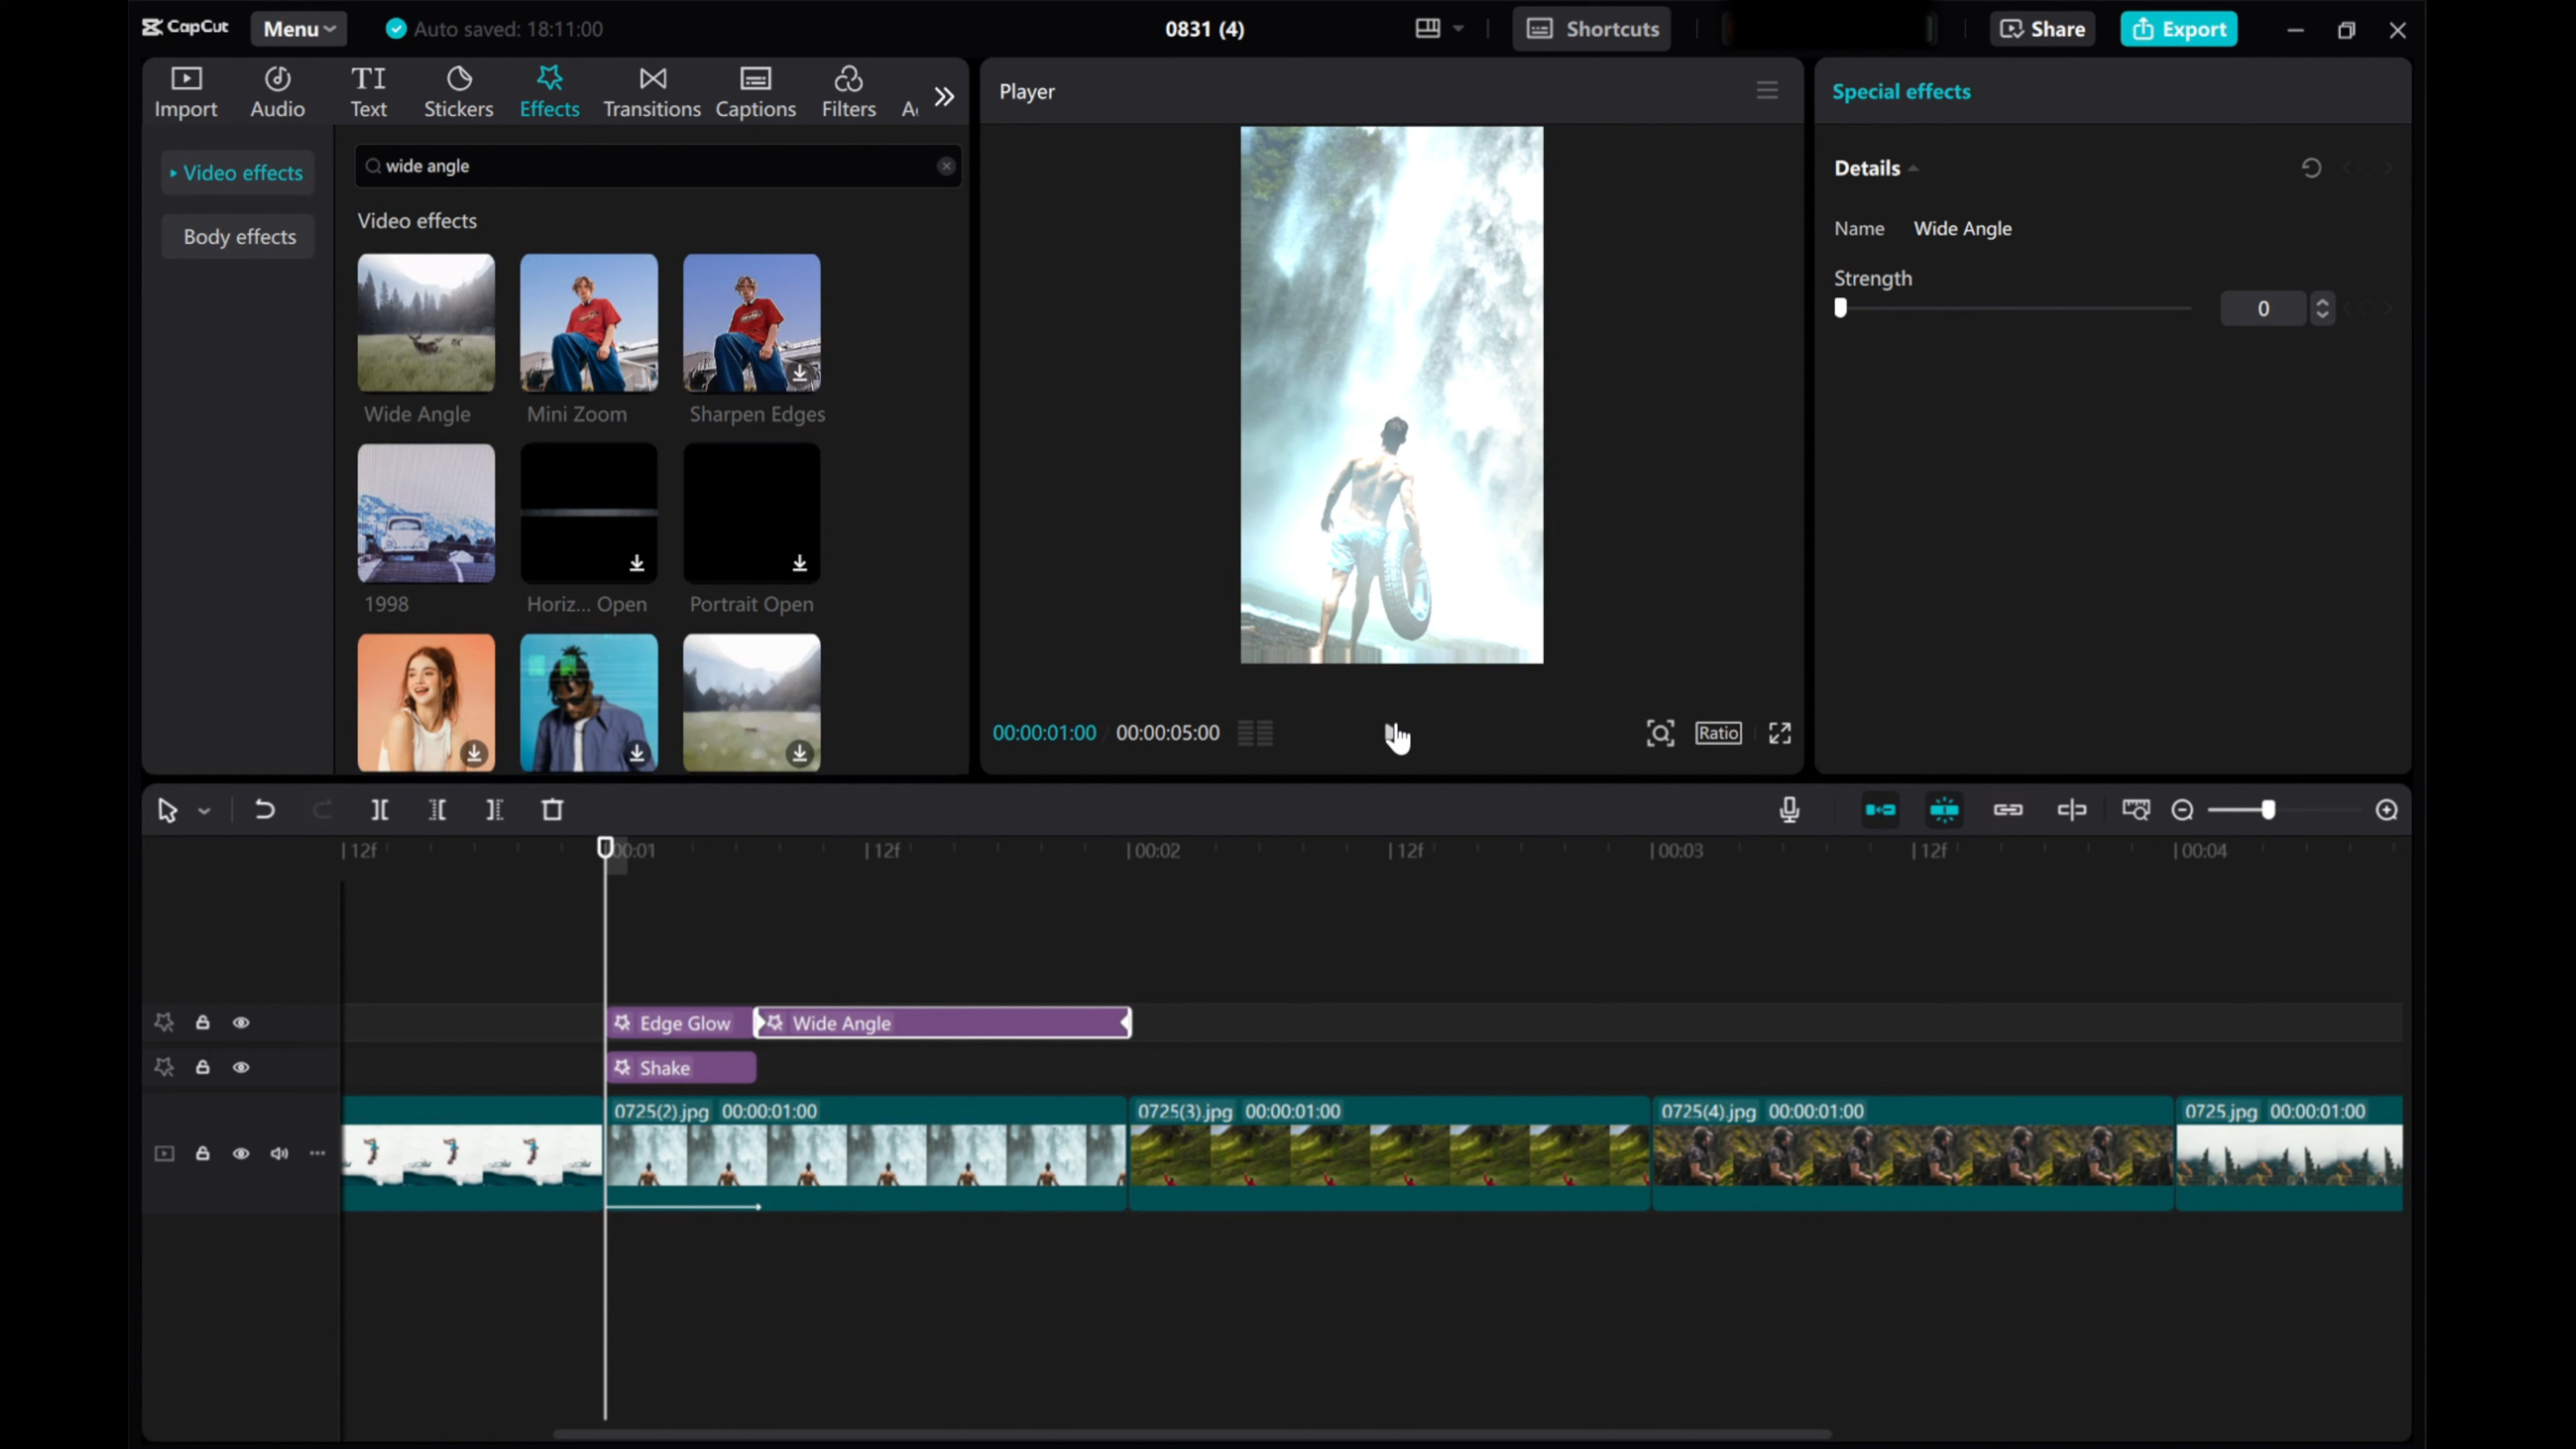 CapCut
Menu
Auto saved: 18:11:00
0831 (4)
Shortcuts
Share
Export
Import
Audio
TI
Text
Stickers
Effects
Transitions
Captions
Filters
Video effects
Body effects
wide angle
Video effects
Wide Angle
Mini Zoom
Sharpen Edges
1998
Horiz... Open
Portrait Open
Player
00:00:01:00
00:00:05:00
Ratio
Special effects
Details
Name Wide Angle
Strength
0
12f
00:01
12f
00:02
12f
00:03
12f
00:04
Edge Glow
Wide Angle
Shake
0725(2).jpg 00:00:01:00
0725(3).jpg 00:00:01:00
0725(4).jpg 00:00:01:00
0725.jpg 00:00:01:00